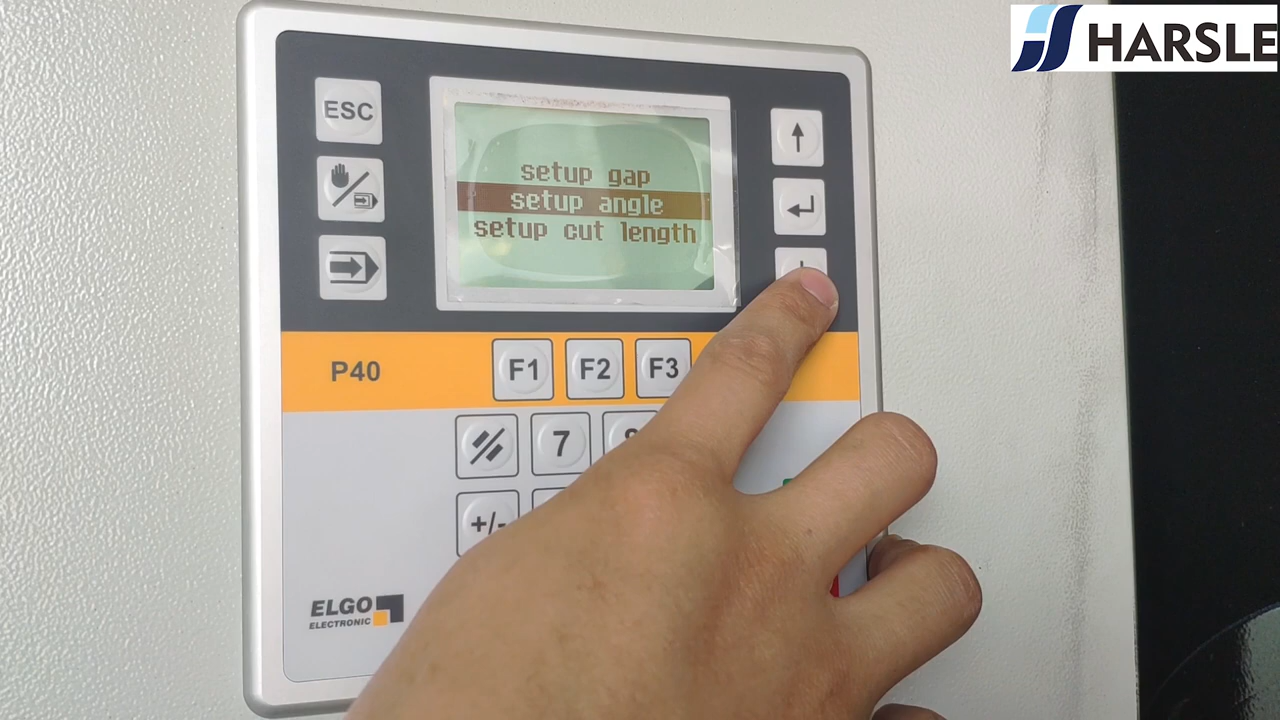 HARSLE
ESC
setup gap
setup angle
setup cut length
P40
F1
F2
F3
7
+/-
ELGO
ELECTRONIC